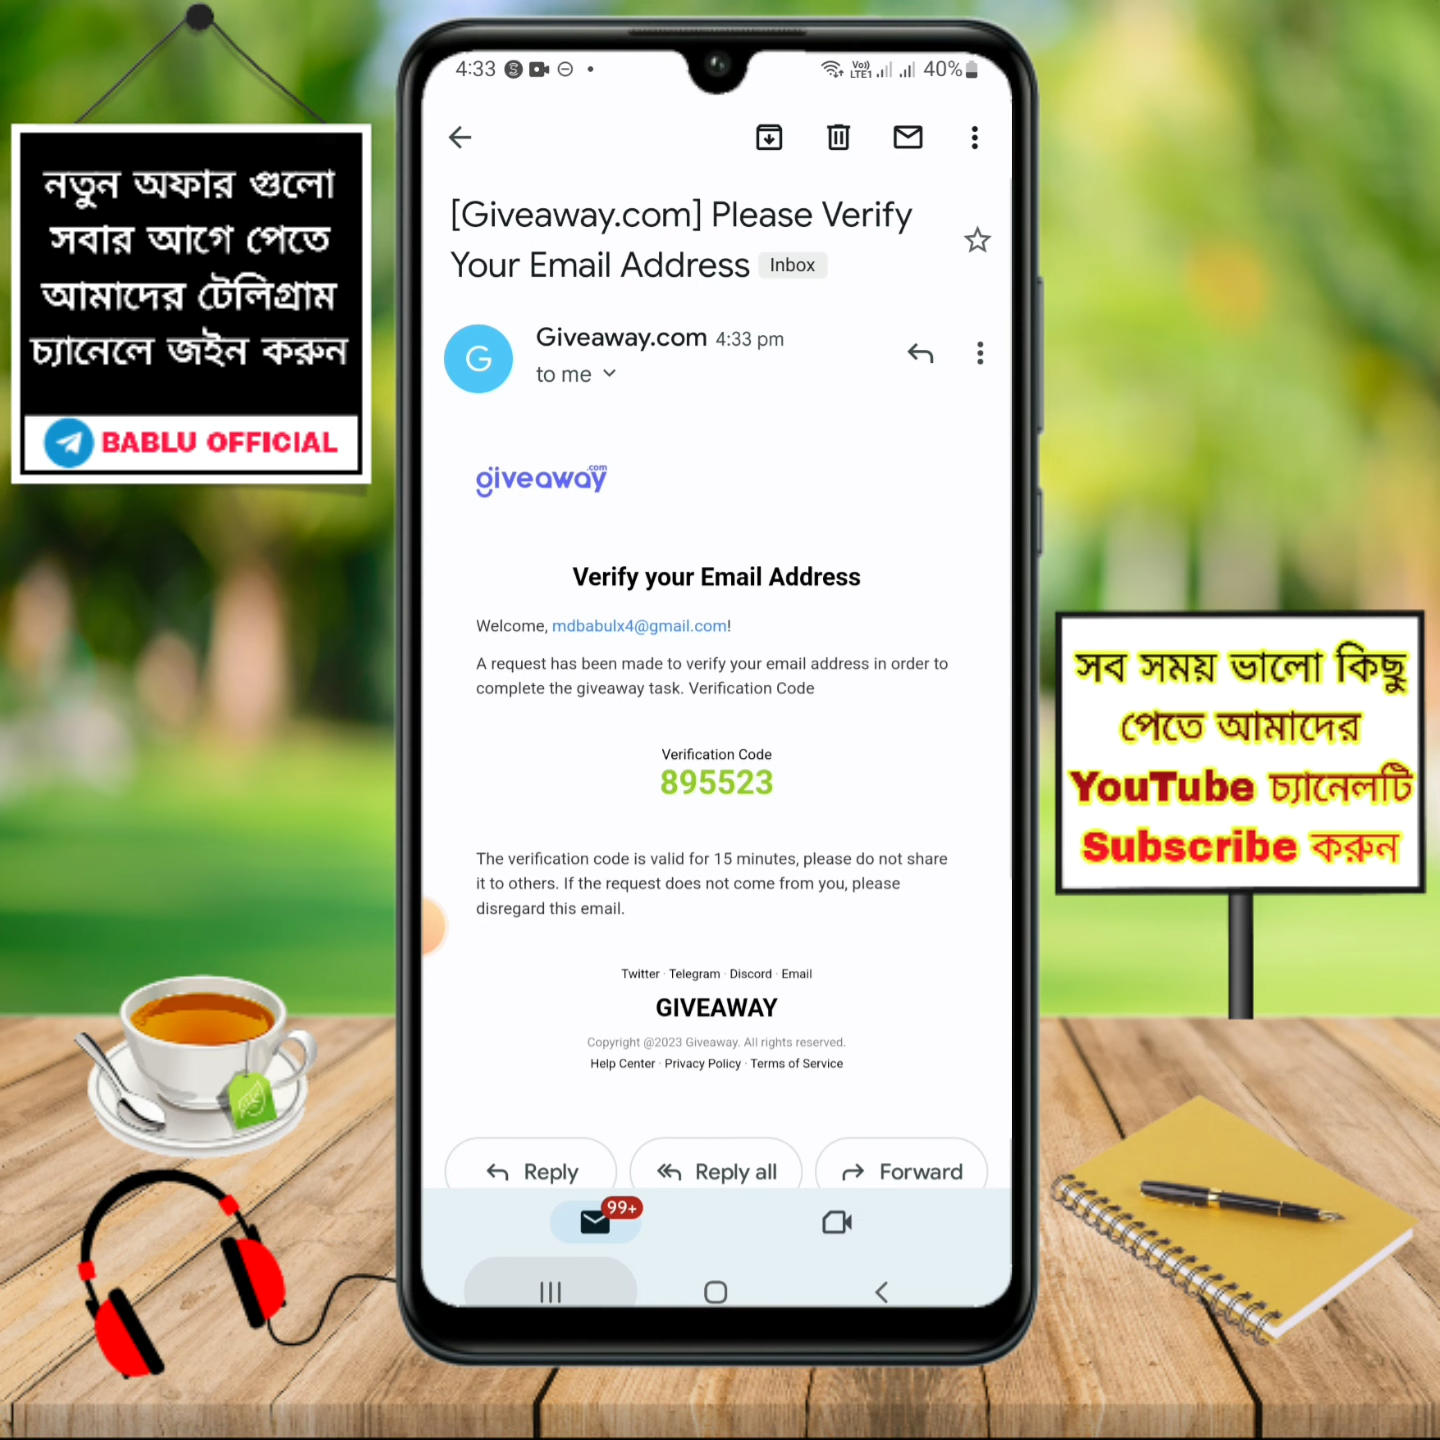 নতুন অফার গুলো
সবার আগে পেতে
আমাদের টেলিগ্রাম
চ্যানেলে জইন করুন
BABLU OFFICIAL
4:33
Vo))
LTE1
40%
[Giveaway.com] Please Verify
Your Email Address Inbox
G
Giveaway.com 4:33 pm
to me
giveaway.com
Verify your Email Address
Welcome, mdbabulx4@gmail.com!
A request has been made to verify your email address in order to
complete the giveaway task. Verification Code
Verification Code
895523
The verification code is valid for 15 minutes, please do not share
it to others. If the request does not come from you, please
disregard this email.
Twitter · Telegram · Discord · Email
GIVEAWAY
Copyright @2023 Giveaway. All rights reserved.
Help Center · Privacy Policy · Terms of Service
Reply Reply all Forward
99+
সব সময় ভালো কিছু
পেতে আমাদের
YouTube চ্যানেলটি
Subscribe করুন